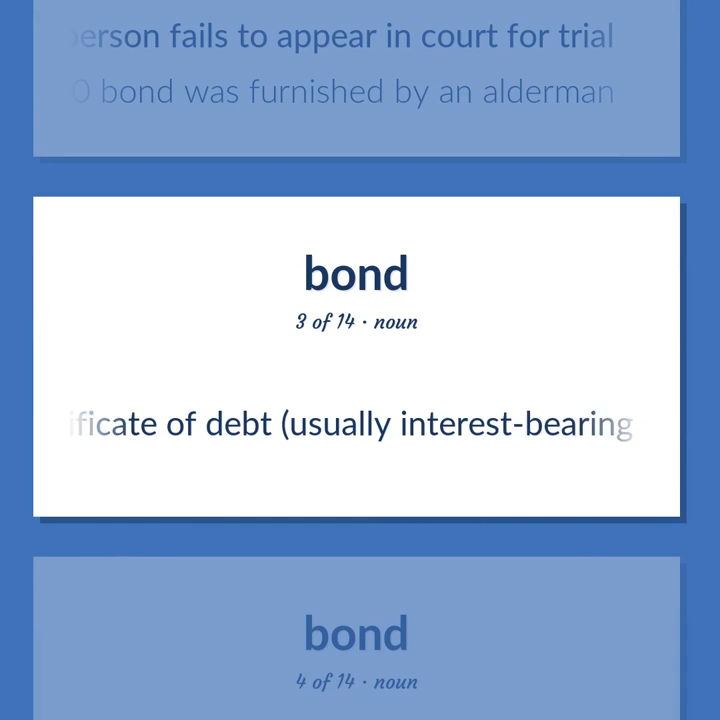 person fails to appear in court for trial
0 bond was furnished by an alderman
bond
3 of 14 · noun
ificate of debt (usually interest-bearing
bond
4 of 14 · noun